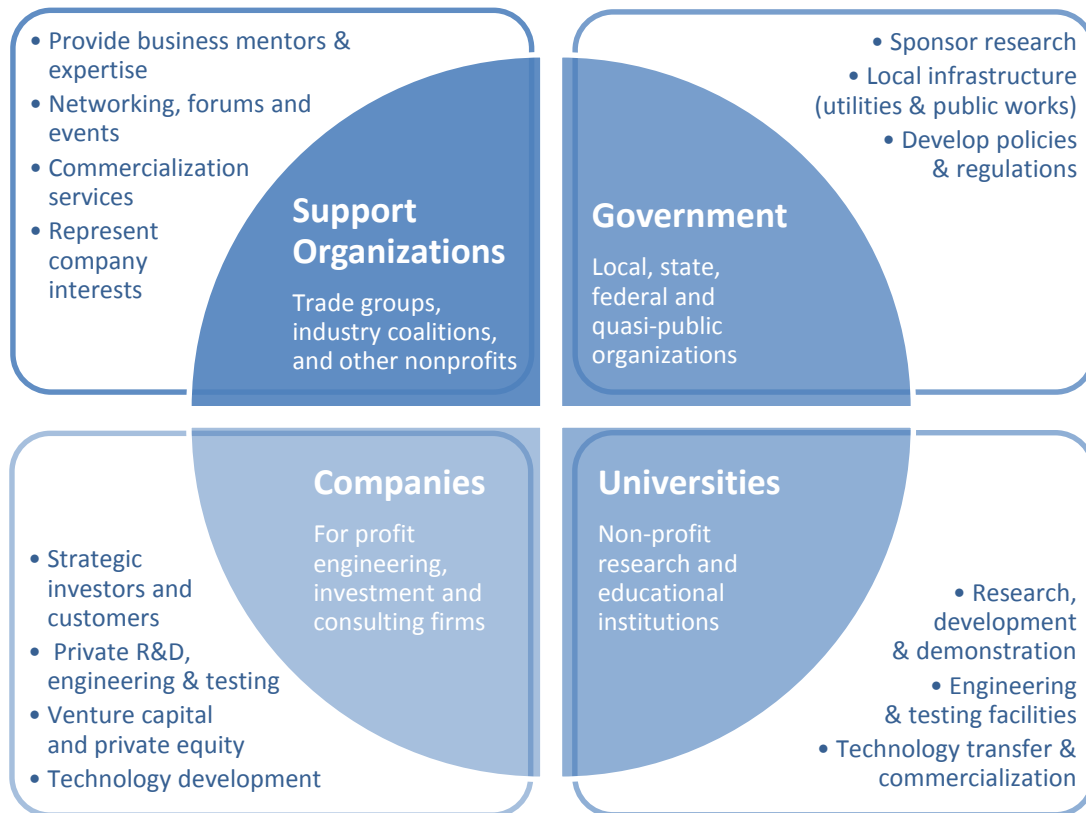 • Provide business mentors &
expertise
• Networking, forums and
events
• Commercialization
services
• Represent
company
interests
Support
Organizations
Trade groups,
industry coalitions,
and other nonprofits
• Sponsor research
• Local infrastructure
(utilities & public works)
• Develop policies
& regulations
Government
Local, state,
federal and
quasi-public
organizations
Companies
For profit
engineering,
investment and
consulting firms
• Strategic
investors and
customers
• Private R&D,
engineering & testing
• Venture capital
and private equity
• Technology development
Universities
Non-profit
research and
educational
institutions
• Research,
development
& demonstration
• Engineering
& testing facilities
• Technology transfer &
commercialization